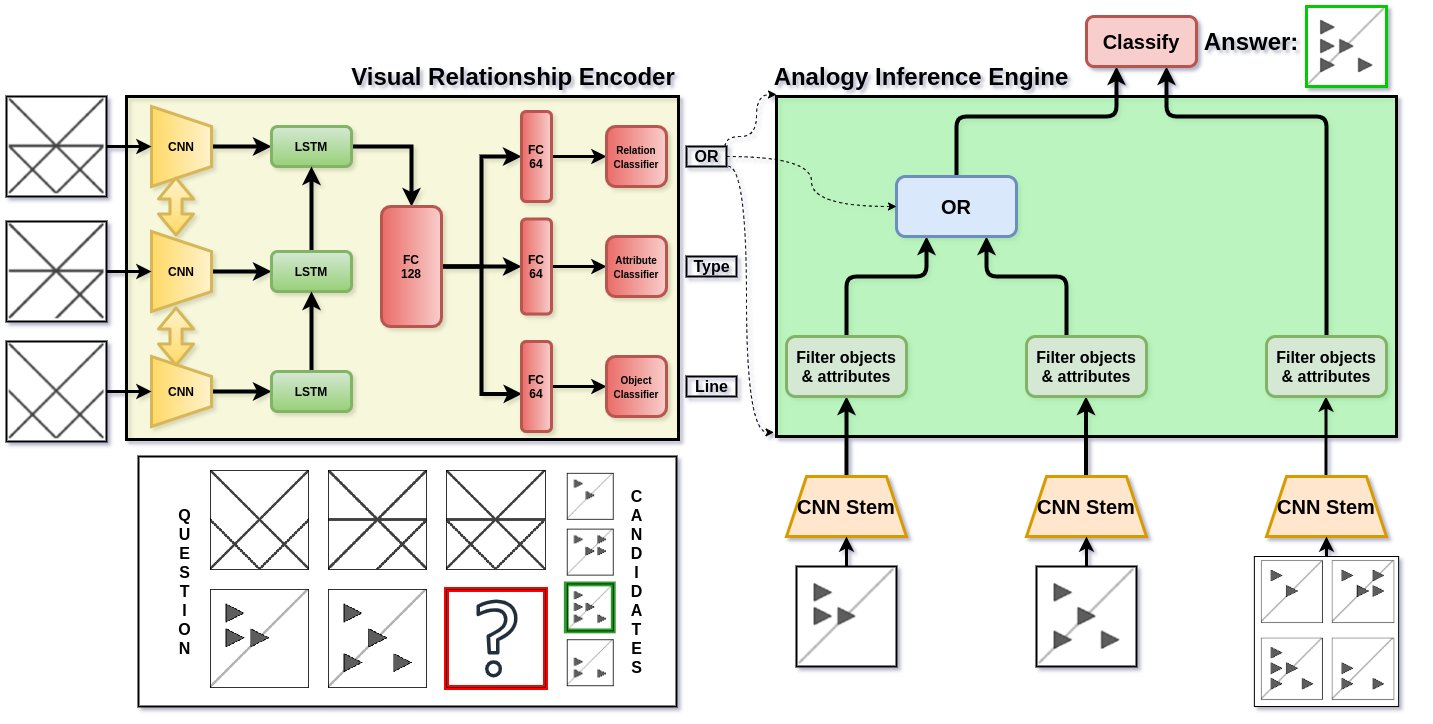 Classify
Answer:
Visual Relationship Encoder
Analogy Inference Engine
CNN
LSTM
FC
64
Relation
Classifier
OR
OR
FC
128
CNN
LSTM
FC
64
Attribute
Classifier
Type
CNN
LSTM
FC
64
Object
Classifier
Line
Filter objects
& attributes
Filter objects
& attributes
Filter objects
& attributes
CNN Stem
CNN Stem
CNN Stem
QUESTION
?
CANDIDATES